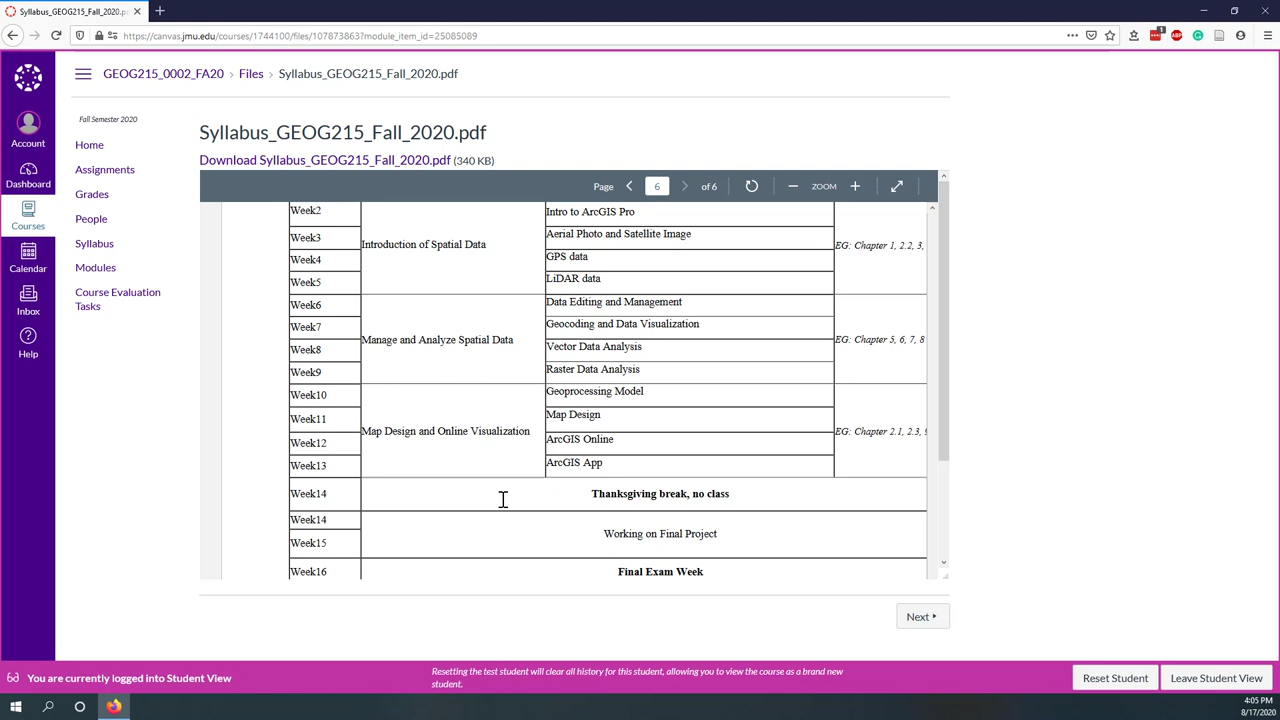 Syllabus_GEOG215_Fall_2020.pd
https://canvas.jmu.edu/courses/1744100/files/107873863?module_item_id=25085089
1
ABP
GEOG215_0002_FA20 › Files › Syllabus_GEOG215_Fall_2020.pdf
Account
Dashboard
Courses
Calendar
Inbox
Help
Fall Semester 2020
Home
Assignments
Grades
People
Syllabus
Modules
Course Evaluation
Tasks
Syllabus_GEOG215_Fall_2020.pdf
Download Syllabus_GEOG215_Fall_2020.pdf (340 KB)
Page 6 of 6 ZOOM
Week2 Intro to ArcGIS Pro
Week3 Introduction of Spatial Data Aerial Photo and Satellite Image EG: Chapter 1, 2.2, 3,
Week4 GPS data
Week5 LiDAR data
Week6 Data Editing and Management
Week7 Manage and Analyze Spatial Data Geocoding and Data Visualization EG: Chapter 5, 6, 7, 8
Week8 Vector Data Analysis
Week9 Raster Data Analysis
Week10 Geoprocessing Model
Week11 Map Design
Map Design and Online Visualization EG: Chapter 2.1, 2.3,
Week12 ArcGIS Online
Week13 ArcGIS App
Week14 Thanksgiving break, no class
Week14 Working on Final Project
Week15
Week16 Final Exam Week
Next
You are currently logged into Student View
Resetting the test student will clear all history for this student, allowing you to view the course as a brand new
student.
Reset Student
Leave Student View
4:05 PM
8/17/2020